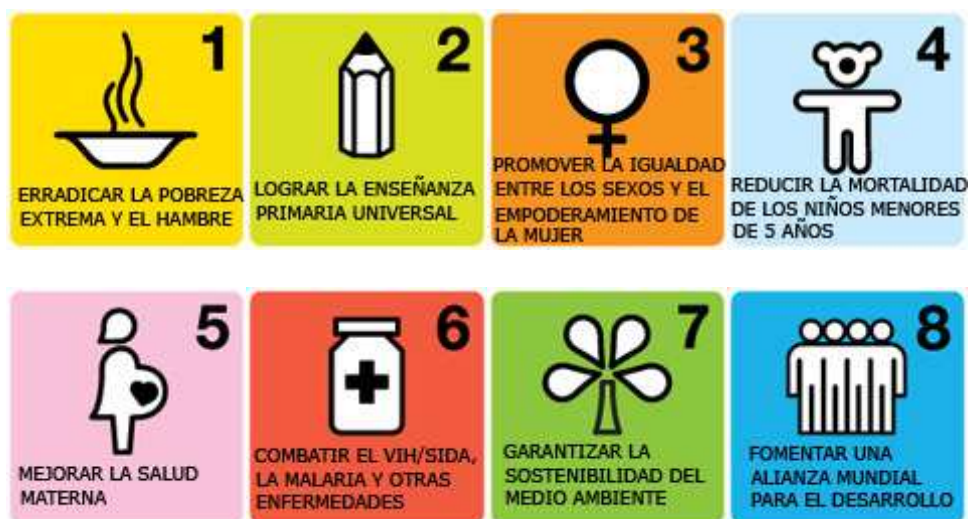 1
ERRADICAR LA POBREZA
EXTREMA Y EL HAMBRE
2
LOGRAR LA ENSEÑANZA
PRIMARIA UNIVERSAL
3
PROMOVER LA IGUALDAD
ENTRE LOS SEXOS Y EL
EMPODERAMIENTO DE
LA MUJER
4
REDUCIR LA MORTALIDAD
DE LOS NIÑOS MENORES
DE 5 AÑOS
5
MEJORAR LA SALUD
MATERNA
6
COMBATIR EL VIH/SIDA,
LA MALARIA Y OTRAS
ENFERMEDADES
7
GARANTIZAR LA
SOSTENIBILIDAD DEL
MEDIO AMBIENTE
8
FOMENTAR UNA
ALIANZA MUNDIAL
PARA EL DESARROLLO